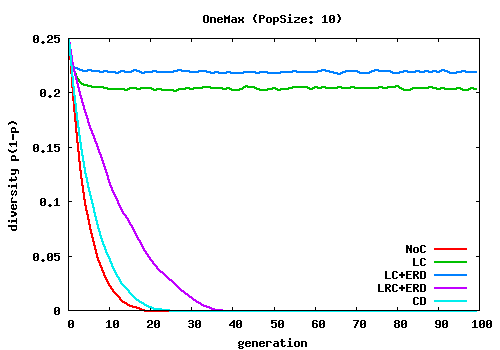 OneMax (PopSize: 10)
0.25
0.2
0.15
0.1
0.05
0
diversity p(1-p)
NoC
LC
LC+ERD
LRC+ERD
CD
0 10 20 30 40 50 60 70 80 90 100
generation